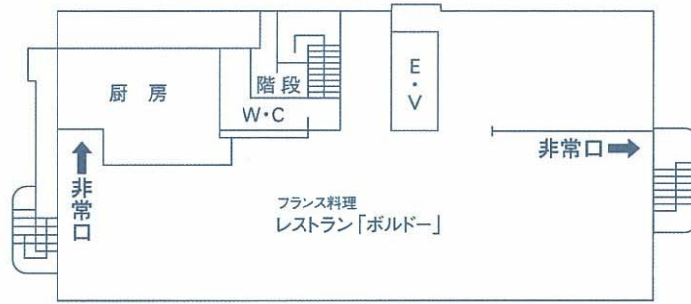 厨 房
階段
W・C
E・V
非常口
非常口
フランス料理
レストラン「ボルドー」